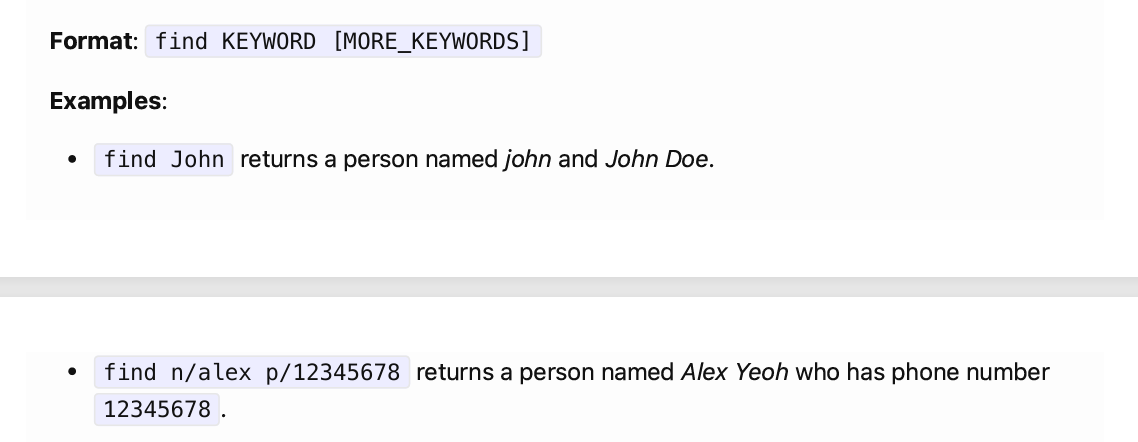 Format: find KEYWORD [MORE_KEYWORDS]
Examples:
• find John returns a person named john and John Doe.
• find n/alex p/12345678 returns a person named Alex Yeoh who has phone number
12345678 .